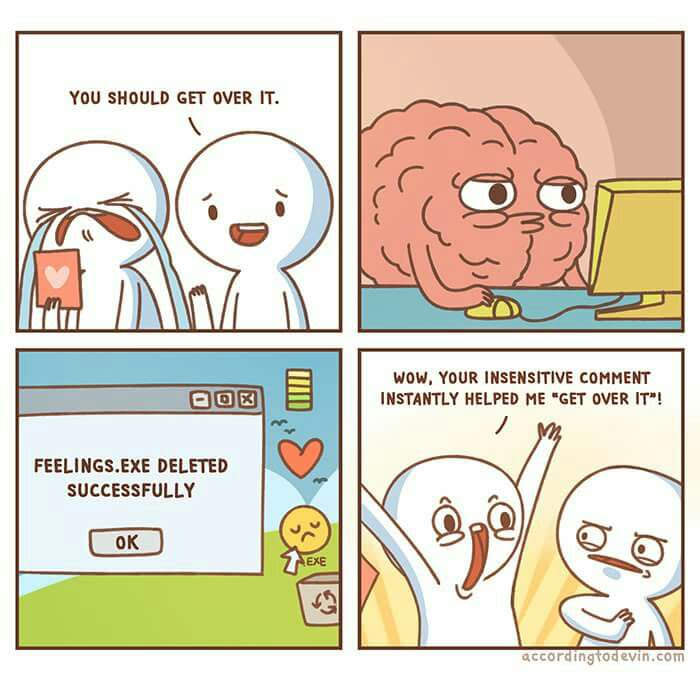 YOU SHOULD GET OVER IT.
FEELINGS.EXE DELETED
SUCCESSFULLY
OK
EXE
WOW, YOUR INSENSITIVE COMMENT
INSTANTLY HELPED ME "GET OVER IT"!
accordingtodevin.com